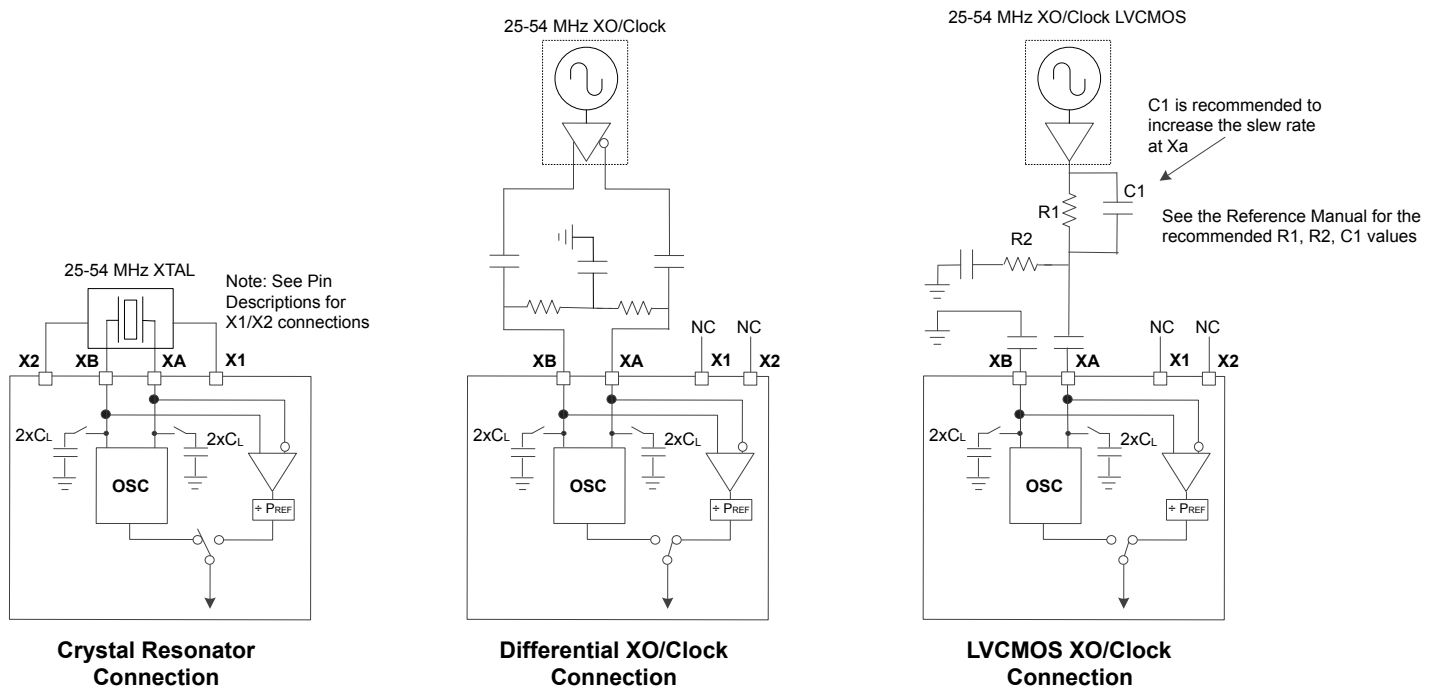 25-54 MHz XTAL
Note: See Pin
Descriptions for
X1/X2 connections
X2 XB XA X1
2xCL
2xCL
OSC
÷ PREF
Crystal Resonator
Connection
25-54 MHz XO/Clock
NC NC
XB XA X1 X2
2xCL
2xCL
OSC
÷ PREF
Differential XO/Clock
Connection
25-54 MHz XO/Clock LVCMOS
C1 is recommended to
increase the slew rate
at Xa
C1
R1
See the Reference Manual for the
recommended R1, R2, C1 values
R2
NC NC
XB XA X1 X2
2xCL
2xCL
OSC
÷ PREF
LVCMOS XO/Clock
Connection